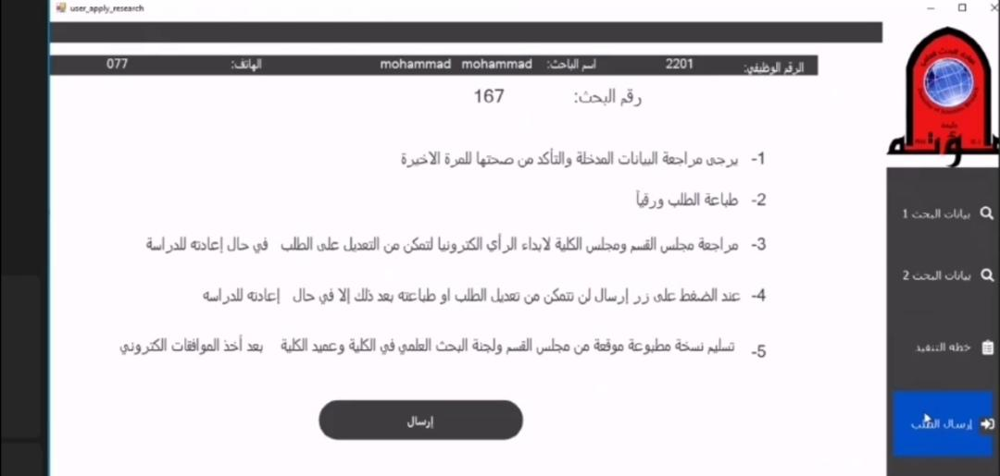 user_apply_research
الرقم الوظيفي: 2201 اسم الباحث: mohammad mohammad الهاتف: 077
رقم البحث: 167
1- يرجى مراجعة البيانات المدخلة والتأكد من صحتها للمرة الاخيرة
2- طباعة الطلب ورقياً
3- مراجعة مجلس القسم ومجلس الكلية لابداء الرأي الكترونيا لتمكن من التعديل على الطلب في حال إعادته للدراسة
4- عند الضغط على زر إرسال لن تتمكن من تعديل الطلب او طباعته بعد ذلك إلا في حال إعادته للدراسه
5- تسليم نسخة مطبوعة موقعة من مجلس القسم ولجنة البحث العلمي في الكلية وعميد الكلية بعد أخذ الموافقات الكتروني
إرسال
مؤتة
بيانات البحث 1
بيانات البحث 2
خطه التنفيذ
إرسال الطلب